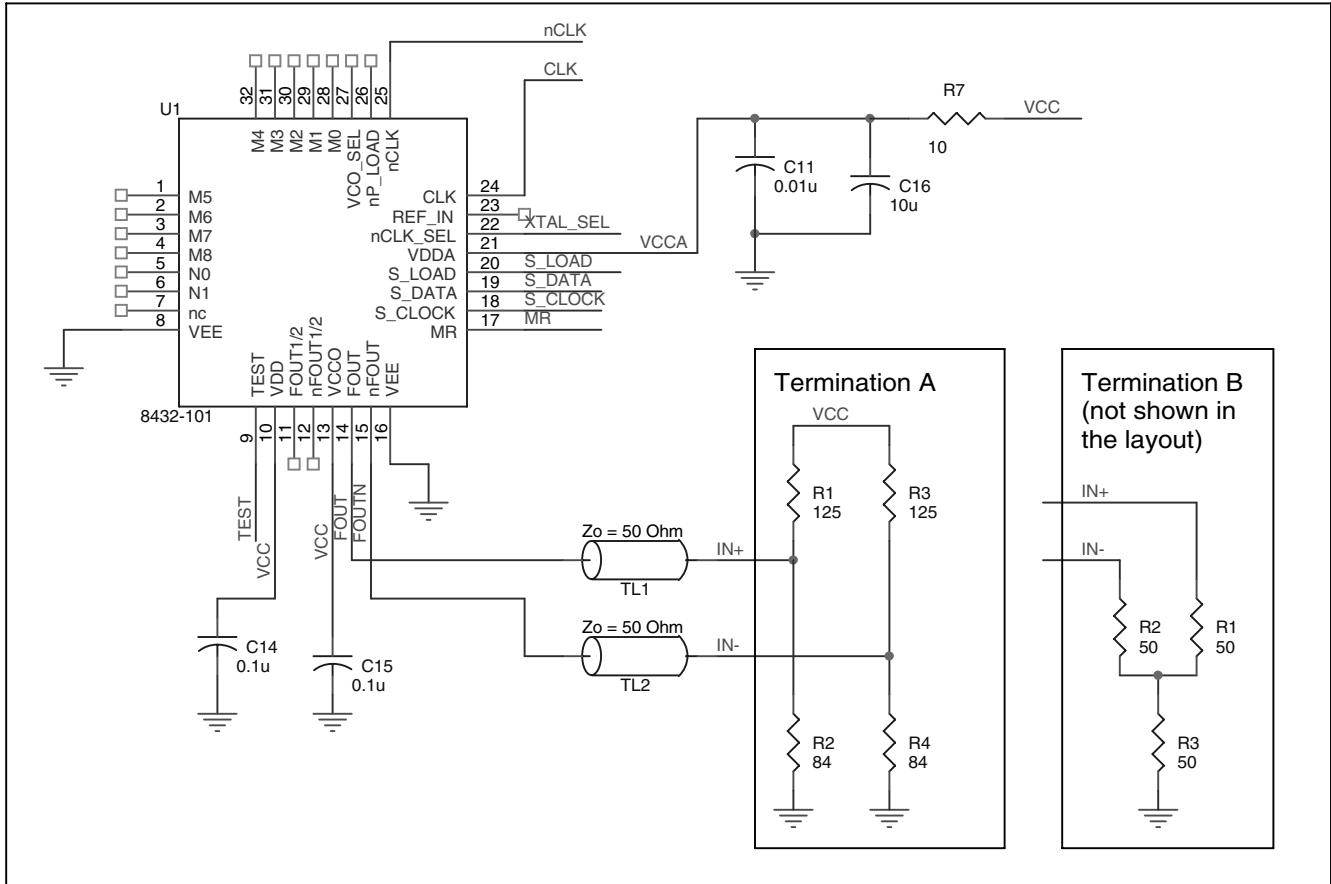 nCLK
CLK
32
31
30
29
28
27
26
25
U1
M4
M3
M2
M1
M0
VCO_SEL
nP_LOAD
nCLK
R7
VCC
10
C11
0.01u
C16
10u
1 M5
2 M6
3 M7
4 M8
5 N0
6 N1
7 nc
8 VEE
CLK 24
REF_IN 23
nCLK_SEL 22 XTAL_SEL
VDDA 21 VCCA
S_LOAD 20 S_LOAD
S_DATA 19 S_DATA
S_CLOCK 18 S_CLOCK
MR 17 MR
TEST
VDD
FOUT1/2
nFOUT1/2
VCCO
FOUT
nFOUT
VEE
8432-101
9
10
11
12
13
14
15
16
TEST
VCC
VCC
FOUT
FOUTN
C14
0.1u
C15
0.1u
Zo = 50 Ohm
TL1
IN+
Zo = 50 Ohm
TL2
IN-
Termination A
VCC
R1
125
R3
125
R2
84
R4
84
Termination B
(not shown in
the layout)
IN+
IN-
R2
50
R1
50
R3
50